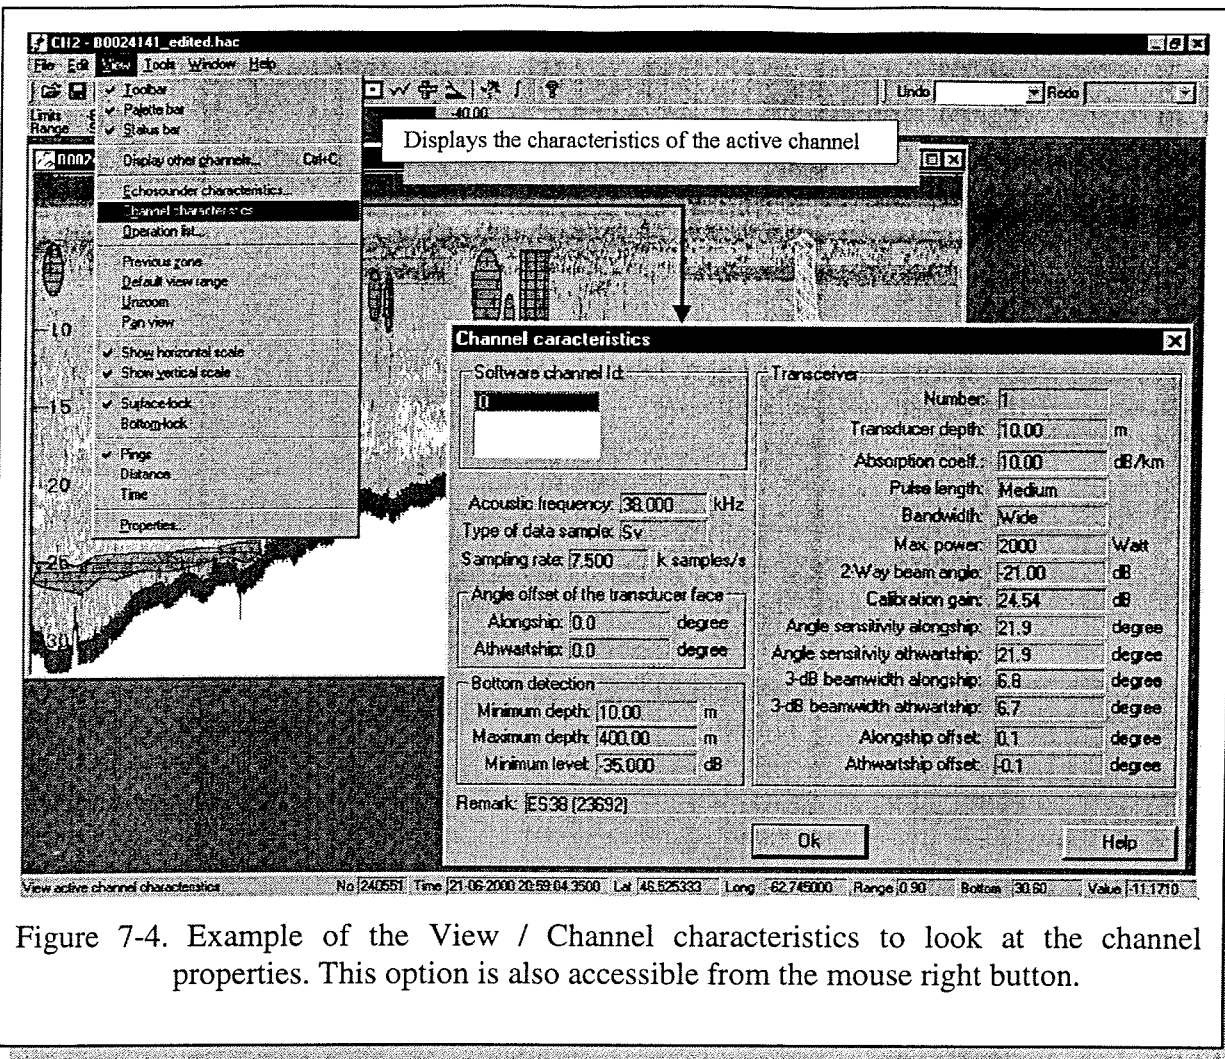 CH2 - D0024141_edited.hac
File Edit View Tools Window Help
Undo Redo
Limits
Range
-40.00
Toolbar
Palette bar
Status bar
Display other channels... Ctrl+C
Echosounder characteristics...
Channel characteristics
Operation list...
Previous zone
Default view range
Unzoom
Pan view
Show horizontal scale
Show vertical scale
Surface-lock
Bottom-lock
Pings
Distance
Time
Properties...
Displays the characteristics of the active channel
10
15
20
25
30
Channel caracteristics
Software channel Id:
0
Acoustic frequency: 38.000 kHz
Type of data sample: Sv
Sampling rate: 7.500 k samples/s
Angle offset of the transducer face
Alongship: 0.0 degree
Athwartship: 0.0 degree
Bottom detection
Minimum depth: 10.00 m
Maximum depth: 400.00 m
Minimum level: -35.000 dB
Transceiver
Number: 1
Transducer depth: 10.00 m
Absorption coeff.: 10.00 dB/km
Pulse length: Medium
Bandwidth: Wide
Max. power: 2000 Watt
2-Way beam angle: -21.00 dB
Calibration gain: 24.54 dB
Angle sensitivity alongship: 21.9 degree
Angle sensitivity athwartship: 21.9 degree
3-dB beamwidth alongship: 6.8 degree
3-dB beamwidth athwartship: 6.7 degree
Alongship offset: 0.1 degree
Athwartship offset: -0.1 degree
Remark: ES38 (23692)
Ok Help
View active channel characteristics No 240551 Time 21-06-2000 20:59:04.3500 Lat 46.525333 Long -62.745000 Range 0.90 Bottom 30.60 Value -11.1710
Figure 7-4. Example of the View / Channel characteristics to look at the channel
properties. This option is also accessible from the mouse right button.